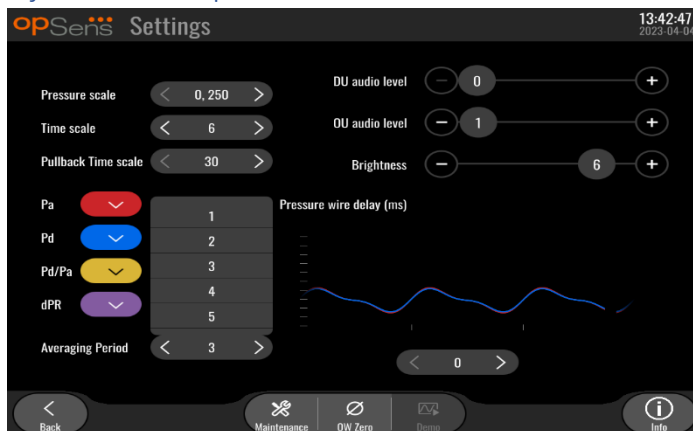 opSens Settings
13:42:47
2023-04-04
Pressure scale 0, 250
Time scale 6
Pullback Time scale 30
DU audio level 0
OU audio level 1
Brightness 6
Pa
Pd
Pd/Pa
dPR
1
2
3
4
5
Averaging Period 3
Pressure wire delay (ms)
0
Back
Maintenance
OW Zero
Demo
Info